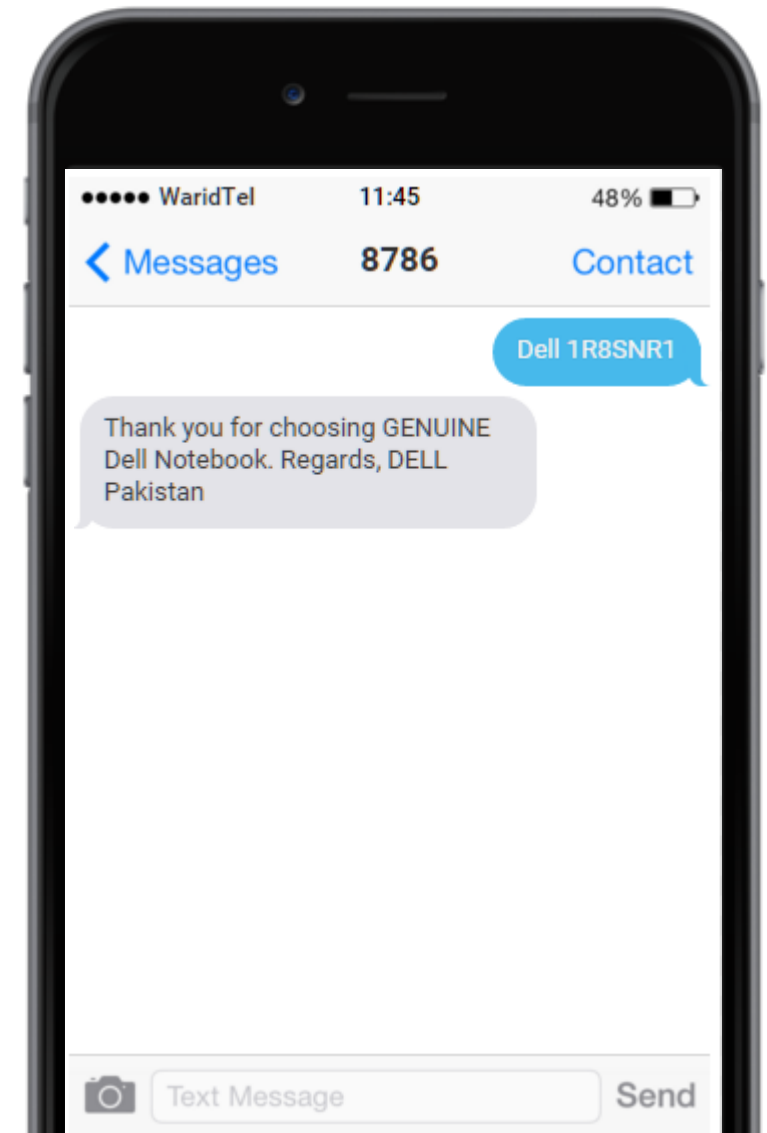 ●●●●● WaridTel 11:45 48%
Messages 8786 Contact
Dell 1R8SNR1
Thank you for choosing GENUINE
Dell Notebook. Regards, DELL
Pakistan
Text Message Send